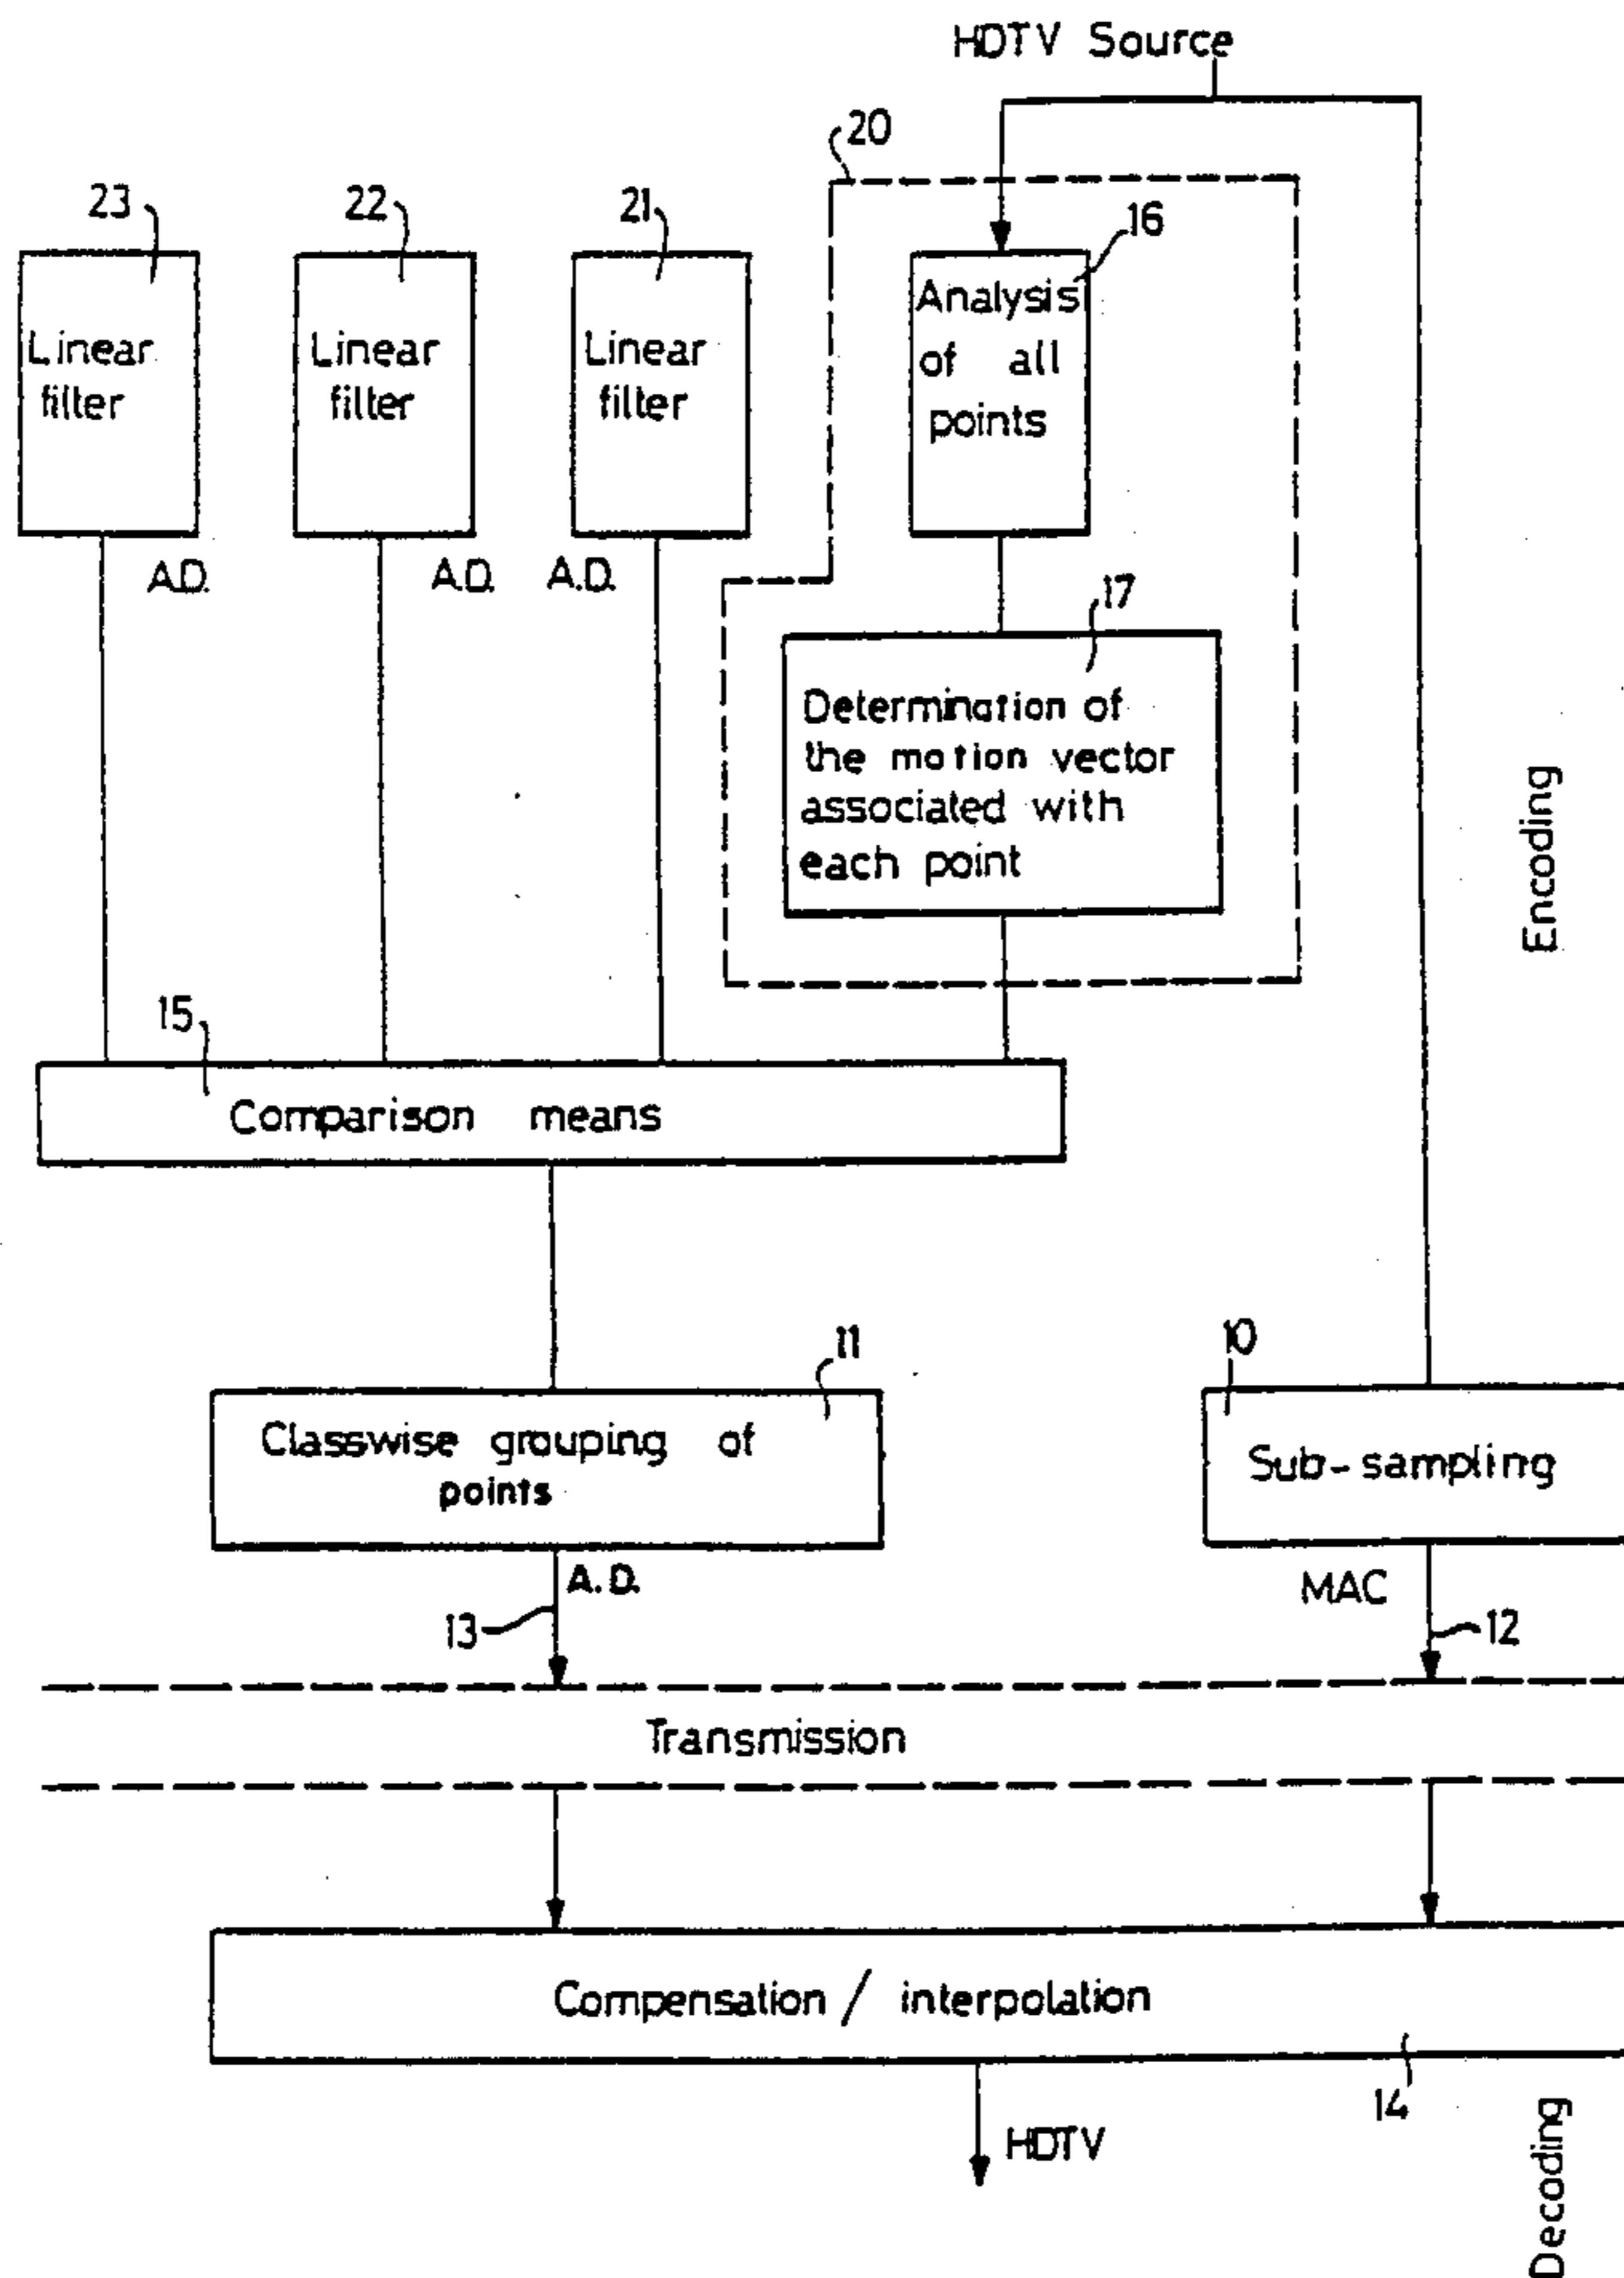 HDTV Source
20
23
22
21
16
Linear
filter
Linear
filter
Linear
filter
Analysis
of all
points
A.D.
A.D.
A.D.
17
Determination of
the motion vector
associated with
each point
Encoding
15
Comparison means
11
10
Classwise grouping of
points
Sub-sampling
A.D.
MAC
13
12
Transmission
Compensation / interpolation
14
HDTV
Decoding